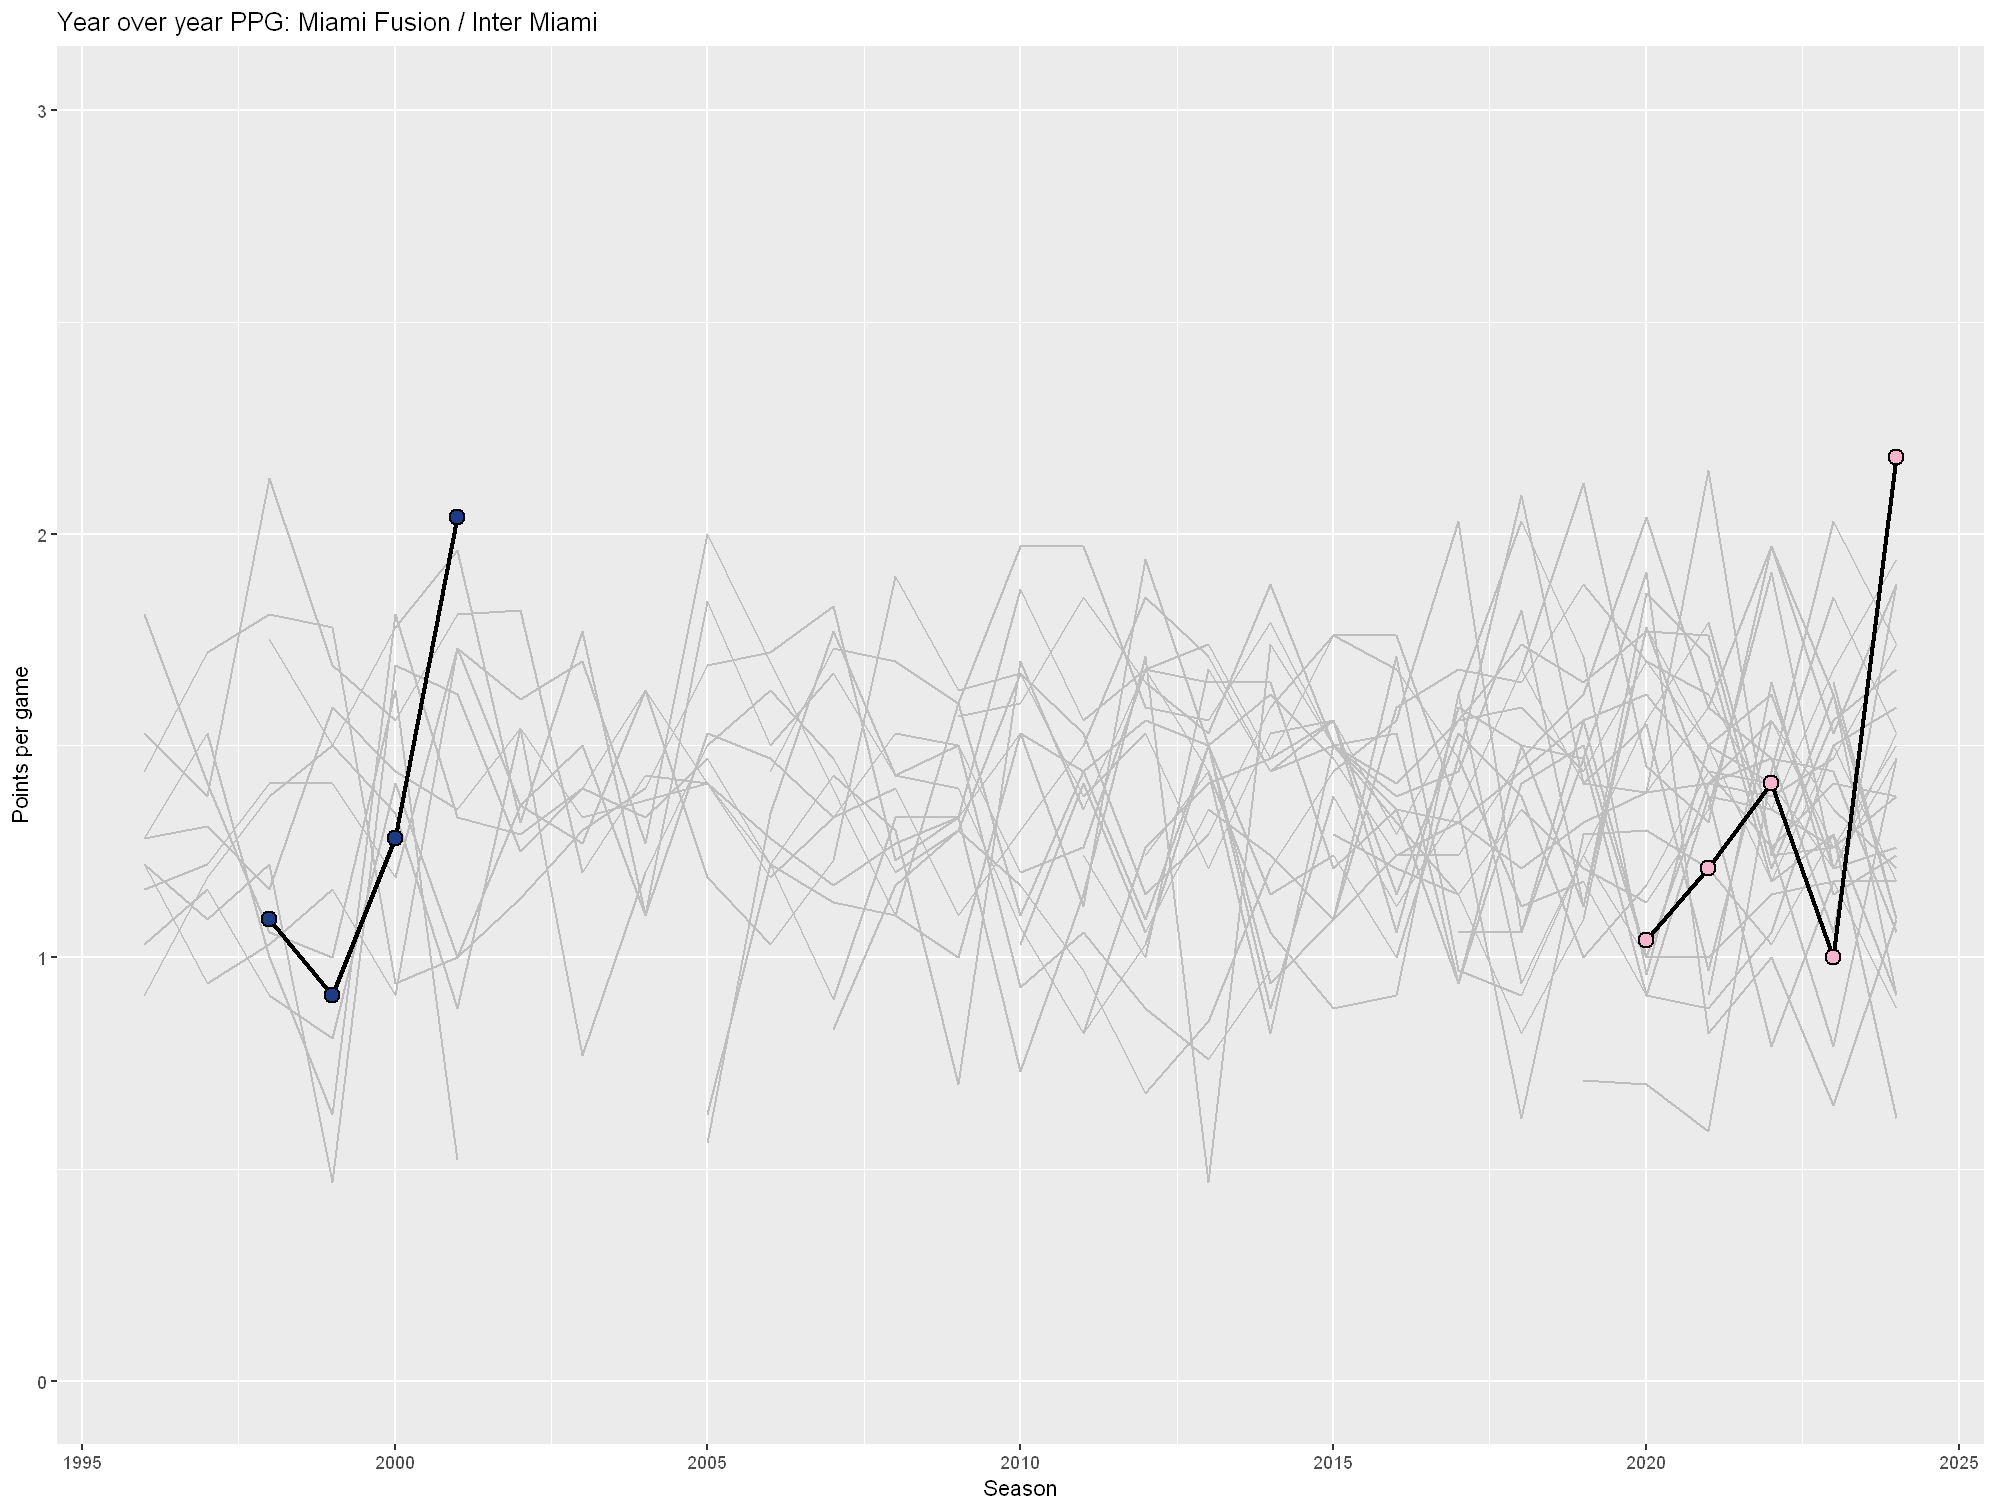 Year over year PPG: Miami Fusion / Inter Miami
Points per game
3
2
1
0
1995 2000 2005 2010 2015 2020 2025
Season